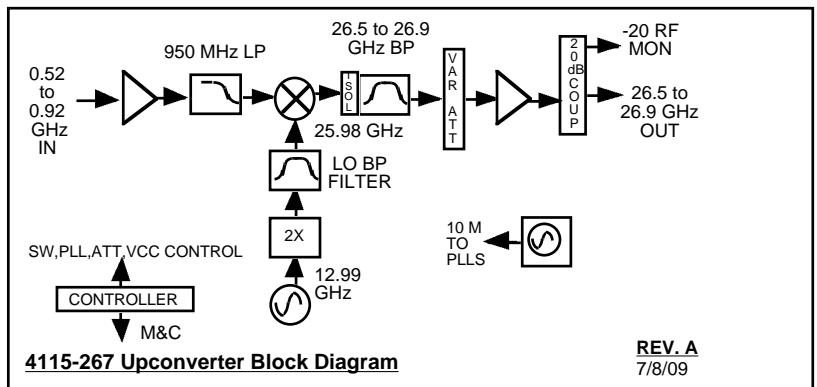 0.52
to
0.92
GHz
IN
950 MHz LP
26.5 to 26.9
GHz BP
ISOL
VAR ATT
20dB COUP
-20 RF
MON
26.5 to
26.9 GHz
OUT
25.98 GHz
LO BP
FILTER
2X
12.99
GHz
10 M
TO
PLLS
SW,PLL,ATT,VCC CONTROL
CONTROLLER
M&C
4115-267 Upconverter Block Diagram
REV. A
7/8/09